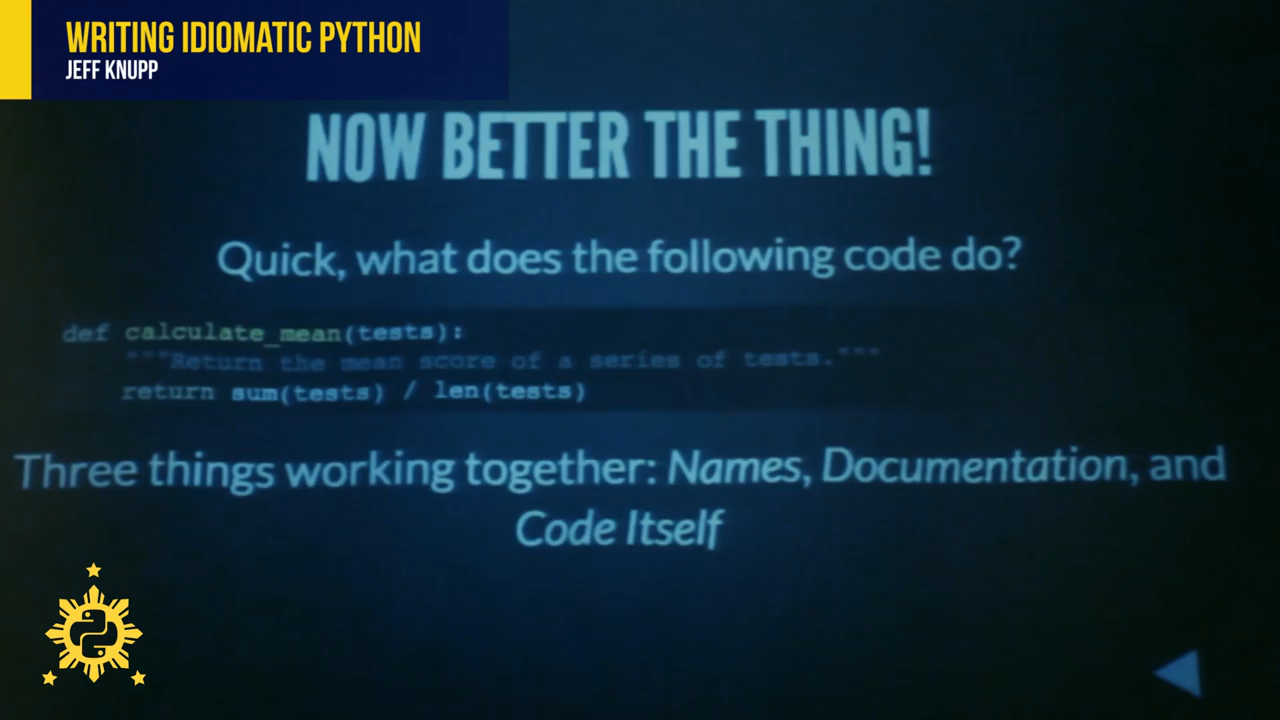 WRITING IDIOMATIC PYTHON
JEFF KNUPP
NOW BETTER THE THING!
Quick, what does the following code do?
def calculate_mean(tests):
"""Return the mean score of a series of tests."""
return sum(tests) / len(tests)
Three things working together: Names, Documentation, and
Code Itself